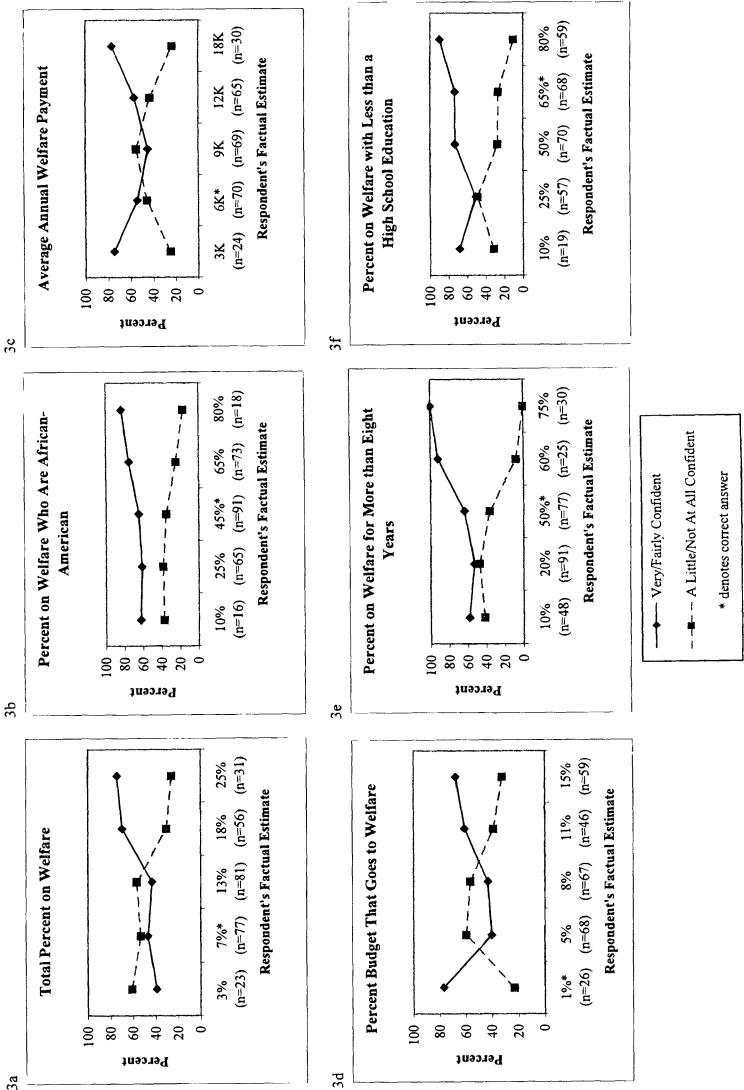 3a
Total Percent on Welfare
100
80
60
40
20
0
Percent
3% 7%* 13% 18% 25%
(n=23) (n=77) (n=81) (n=56) (n=31)
Respondent's Factual Estimate
3b
Percent on Welfare Who Are African-
American
100
80
60
40
20
0
Percent
10% 25% 45%* 65% 80%
(n=16) (n=65) (n=91) (n=73) (n=18)
Respondent's Factual Estimate
3c
Average Annual Welfare Payment
100
80
60
40
20
0
Percent
3K 6K* 9K 12K 18K
(n=24) (n=70) (n=69) (n=65) (n=30)
Respondent's Factual Estimate
3d
Percent Budget That Goes to Welfare
100
80
60
40
20
0
Percent
1%* 5% 8% 11% 15%
(n=26) (n=68) (n=67) (n=46) (n=59)
Respondent's Factual Estimate
3e
Percent on Welfare for More than Eight
Years
100
80
60
40
20
0
Percent
10% 20% 50%* 60% 75%
(n=48) (n=91) (n=77) (n=25) (n=30)
Respondent's Factual Estimate
3f
Percent on Welfare with Less than a
High School Education
100
80
60
40
20
0
Percent
10% 25% 50% 65%* 80%
(n=19) (n=57) (n=70) (n=68) (n=59)
Respondent's Factual Estimate
Very/Fairly Confident
A Little/Not At All Confident
* denotes correct answer